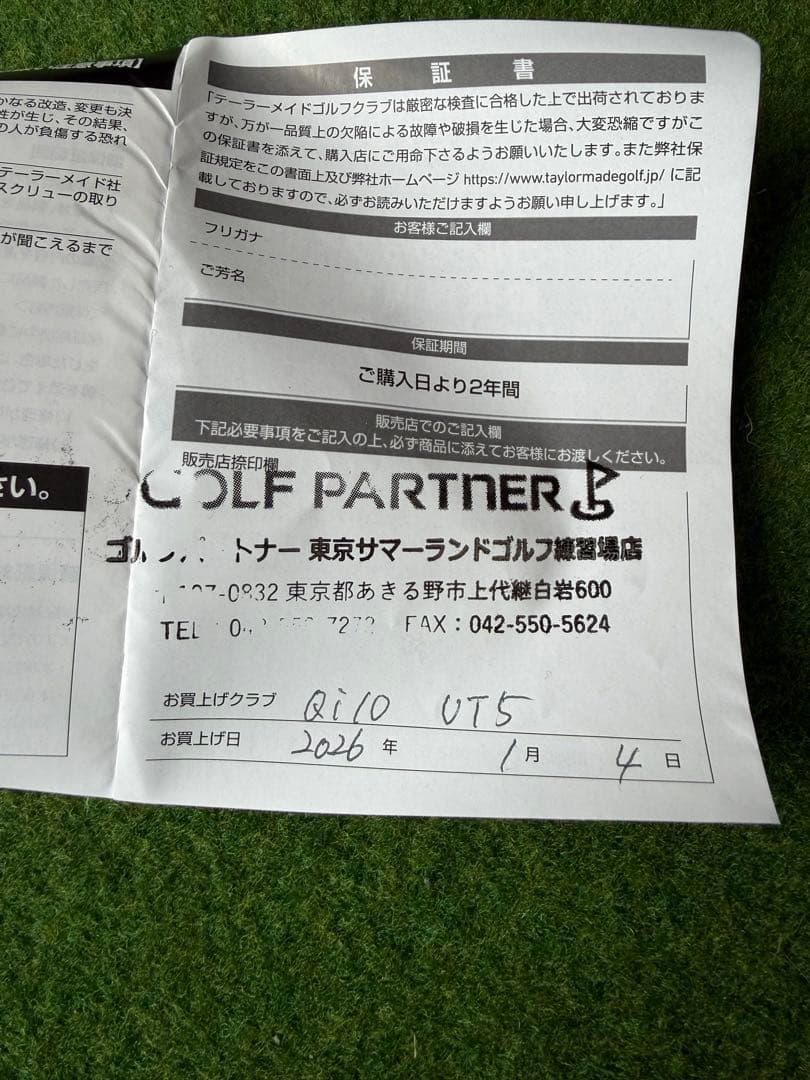 意事項】
かなる改造、変更も決
性が生じ、その結果、
の人が負傷する恐れ
テーラーメイド社
スクリューの取り
が聞こえるまで
さい。
保証書
「テーラーメイドゴルフクラブは厳密な検査に合格した上で出荷されておりま
すが、万が一品質上の欠陥による故障や破損を生じた場合、大変恐縮ですがこ
の保証書を添えて、購入店にご用命下さるようお願いいたします。また弊社保
証規定をこの書面上及び弊社ホームページ https://www.taylormadegolf.jp/ に記
載しておりますので、必ずお読みいただけますようお願い申し上げます。」
お客様ご記入欄
フリガナ
ご芳名
保証期間
ご購入日より2年間
販売店でのご記入欄
下記必要事項をご記入の上、必ず商品に添えてお客様にお渡しください。
販売店捺印欄
GOLF PARTNER
トナー 東京サマーランドゴルフ練習場店
-0832 東京都あきる野市上代継白岩600
TEL FAX：042-550-5624
お買上げクラブ Qi10 UT5
お買上げ日 2026 年 1 月 4 日